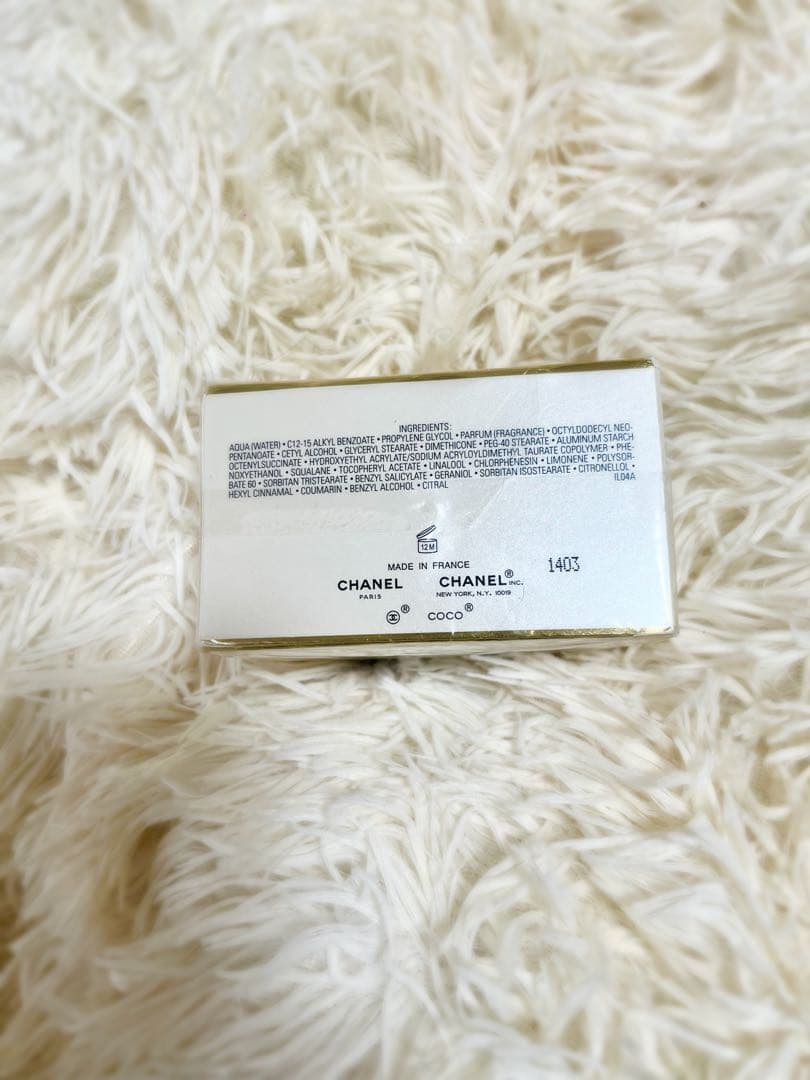 INGREDIENTS:
AQUA (WATER) • C12-15 ALKYL BENZOATE • PROPYLENE GLYCOL • PARFUM (FRAGRANCE) • OCTYLDODECYL NEO-
PENTANOATE • CETYL ALCOHOL • GLYCERYL STEARATE • DIMETHICONE • PEG-40 STEARATE • ALUMINUM STARCH
OCTENYLSUCCINATE • HYDROXYETHYL ACRYLATE/SODIUM ACRYLOYLDIMETHYL TAURATE COPOLYMER • PHE-
NOXYETHANOL • SQUALANE • TOCOPHERYL ACETATE • LINALOOL • CHLORPHENESIN • LIMONENE • POLYSOR-
BATE 60 • SORBITAN TRISTEARATE • BENZYL SALICYLATE • GERANIOL • SORBITAN ISOSTEARATE • CITRONELLOL •
HEXYL CINNAMAL • COUMARIN • BENZYL ALCOHOL • CITRAL IL04A
12 M
MADE IN FRANCE 1403
CHANEL CHANEL® INC.
PARIS NEW YORK, N.Y. 10019
® COCO®